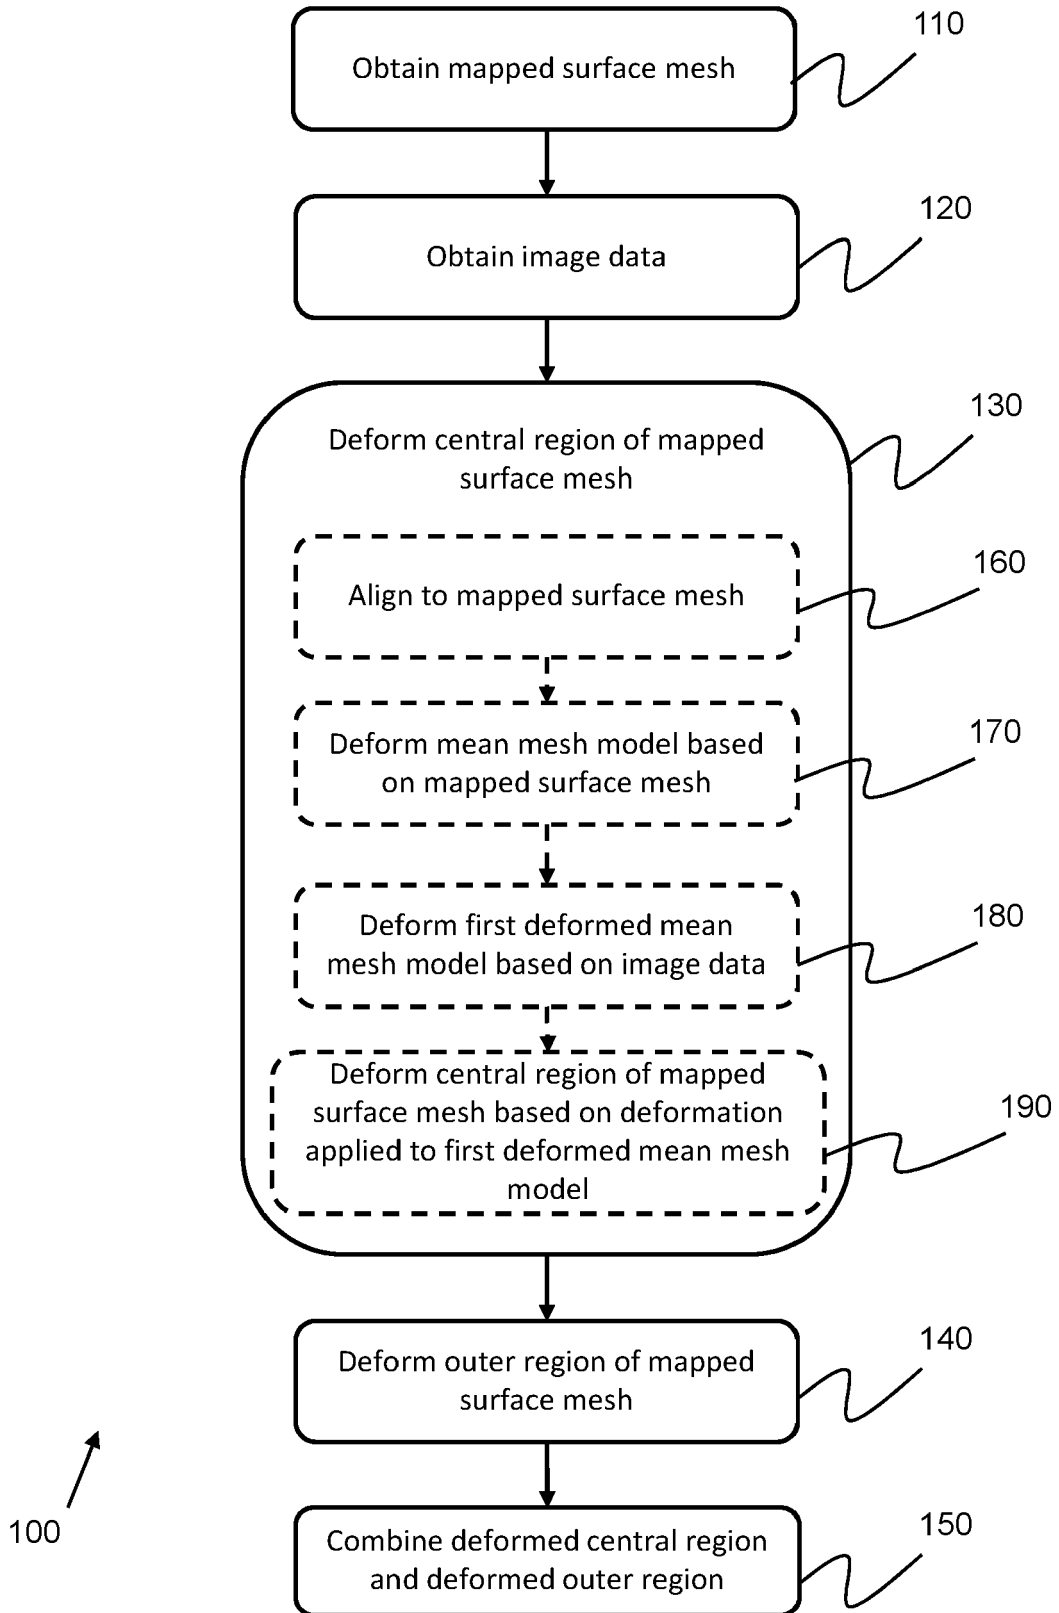 110
Obtain mapped surface mesh
120
Obtain image data
130
Deform central region of mapped
surface mesh
160
Align to mapped surface mesh
170
Deform mean mesh model based
on mapped surface mesh
180
Deform first deformed mean
mesh model based on image data
190
Deform central region of mapped
surface mesh based on deformation
applied to first deformed mean mesh
model
140
Deform outer region of mapped
surface mesh
100
150
Combine deformed central region
and deformed outer region